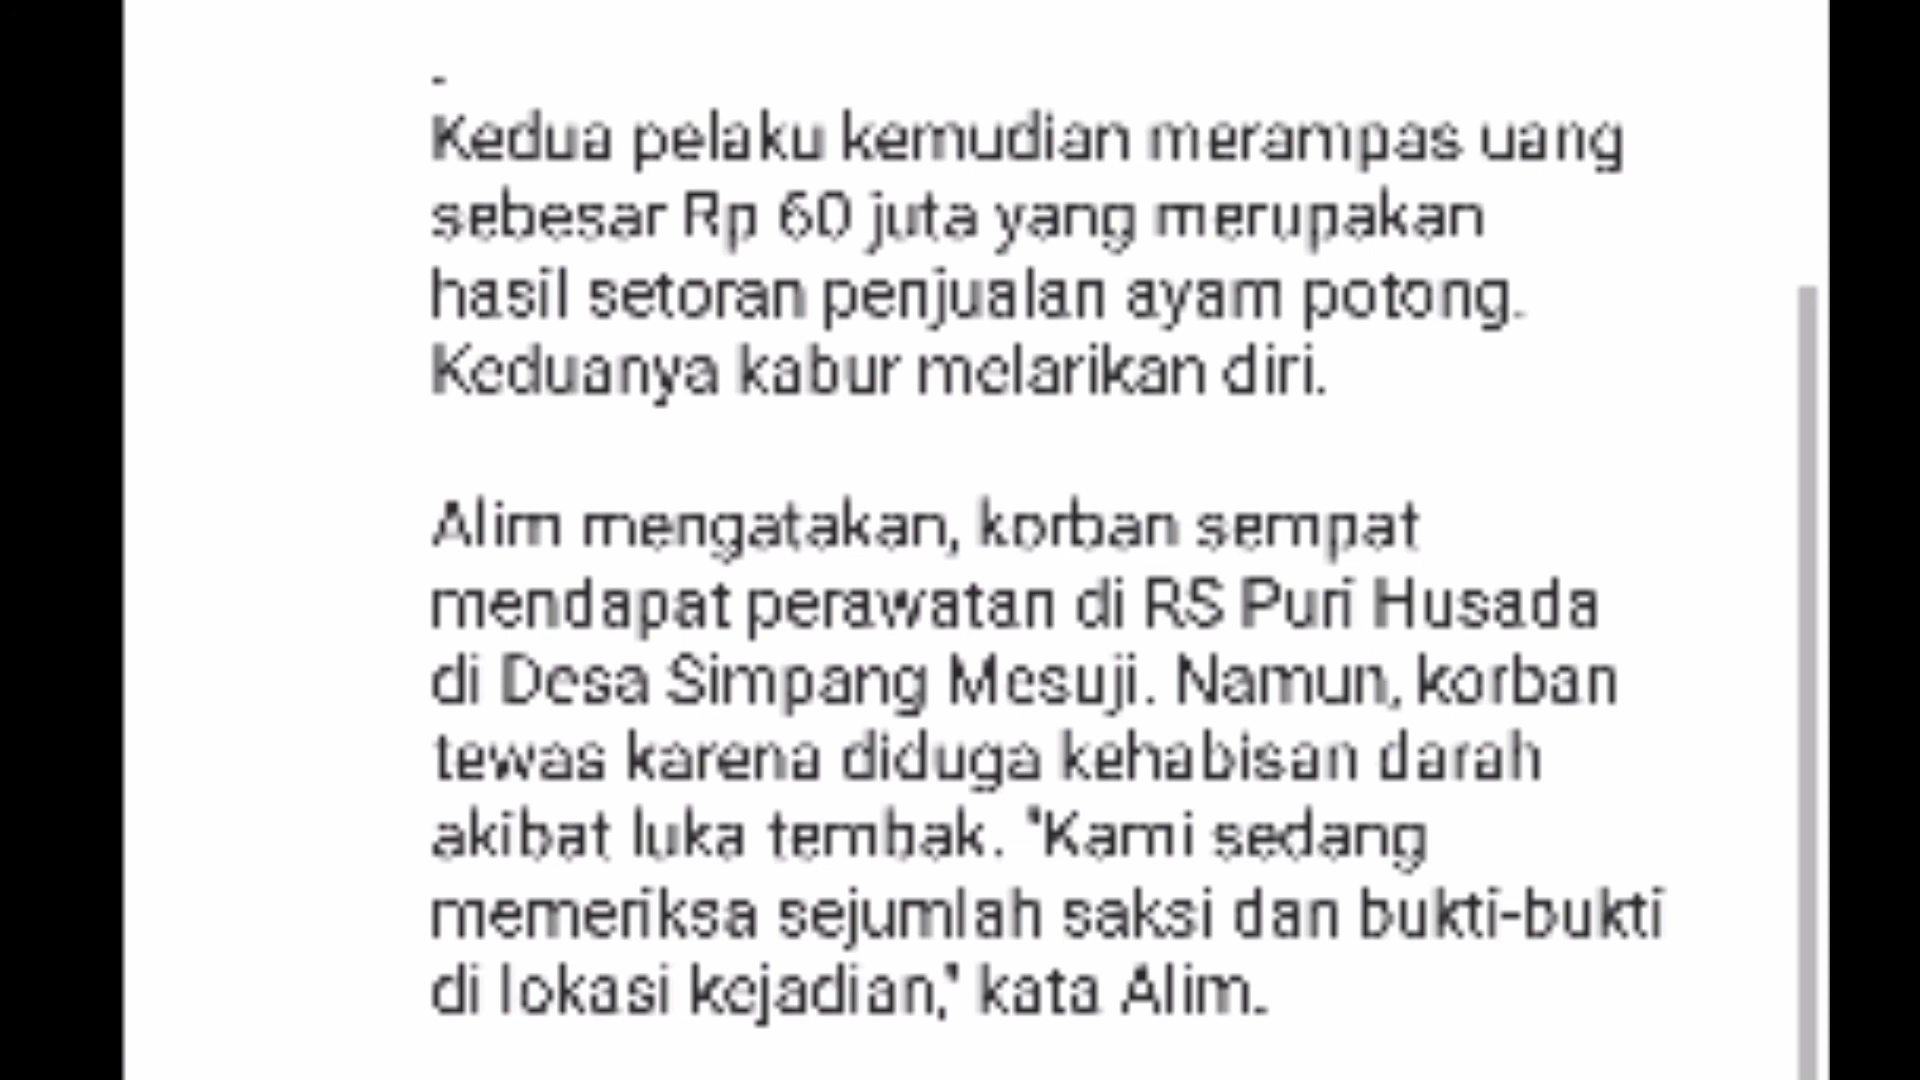 -
Kedua pelaku kemudian merampas uang
sebesar Rp 60 juta yang merupakan
hasil setoran penjualan ayam potong.
Keduanya kabur melarikan diri.
Alim mengatakan, korban sempat
mendapat perawatan di RS Puri Husada
di Desa Simpang Mesuji. Namun, korban
tewas karena diduga kehabisan darah
akibat luka tembak. "Kami sedang
memeriksa sejumlah saksi dan bukti-bukti
di lokasi kejadian," kata Alim.